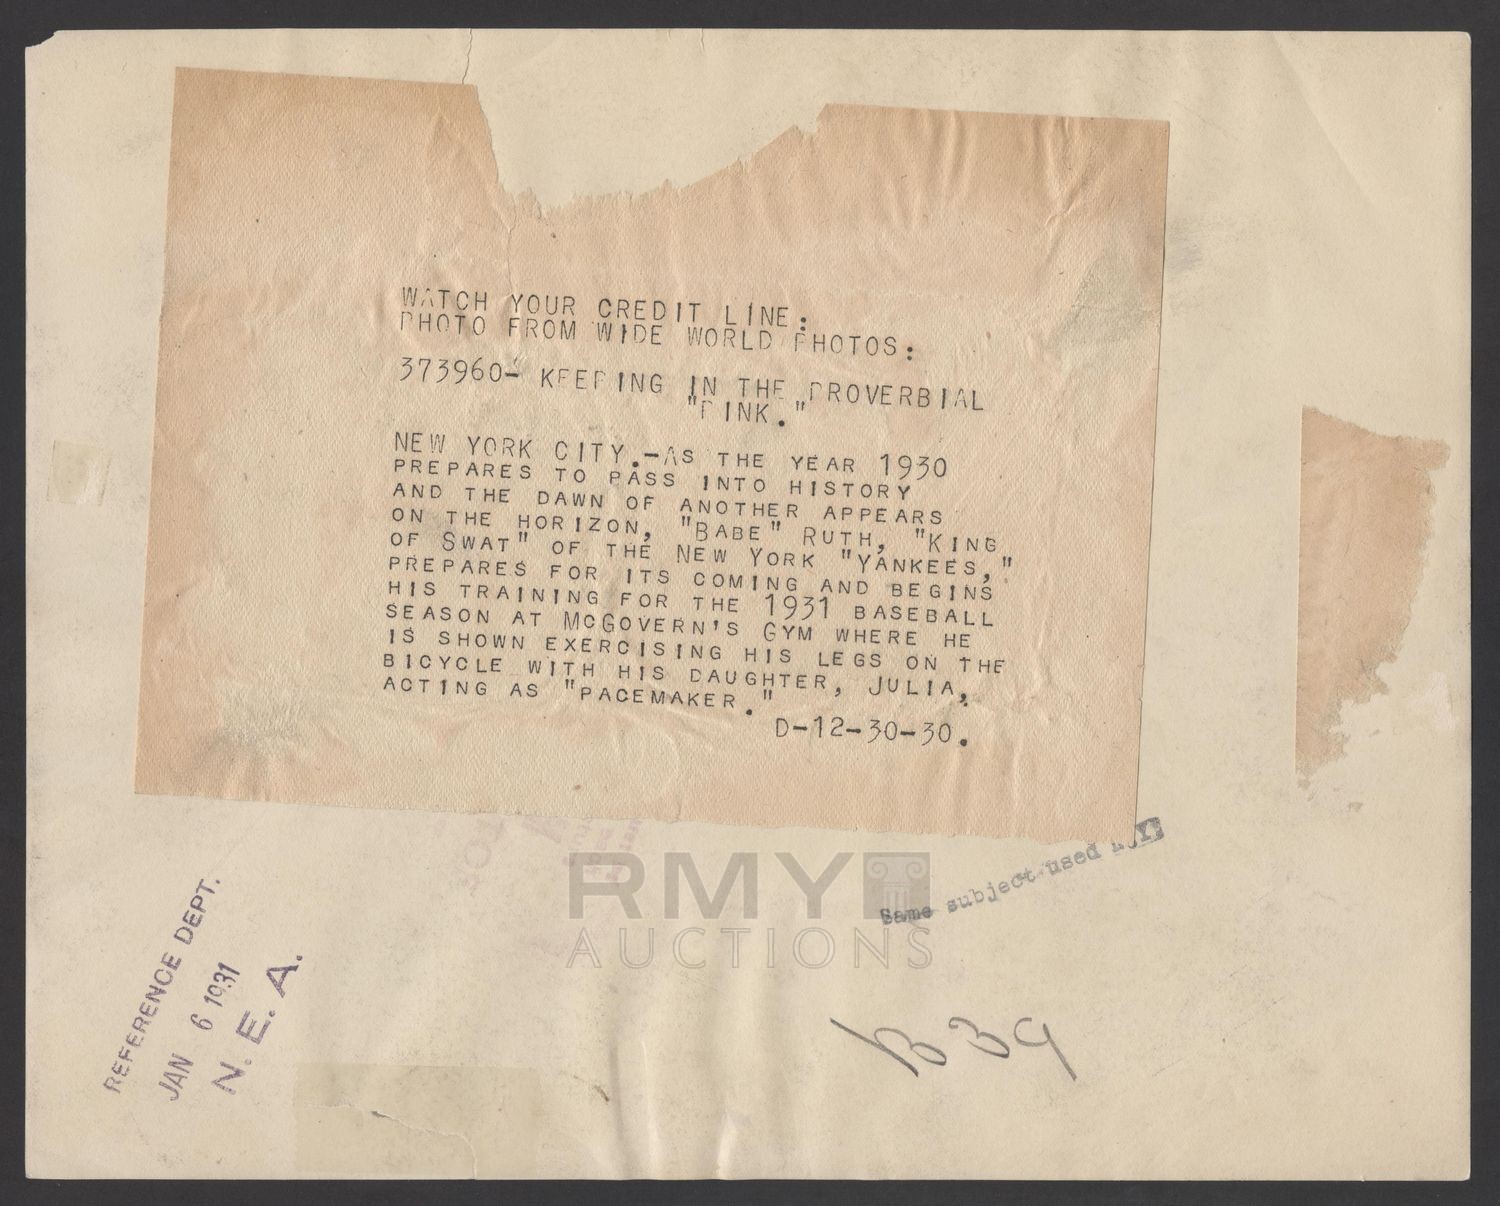 WATCH YOUR CREDIT LINE:
PHOTO FROM WIDE WORLD PHOTOS:
373960- KEEPING IN THE PROVERBIAL
"PINK."
NEW YORK CITY.-AS THE YEAR 1930
PREPARES TO PASS INTO HISTORY
AND THE DAWN OF ANOTHER APPEARS
ON THE HORIZON, "BABE" RUTH, "KING
OF SWAT" OF THE NEW YORK "YANKEES,"
PREPARES FOR ITS COMING AND BEGINS
HIS TRAINING FOR THE 1931 BASEBALL
SEASON AT MCGOVERN'S GYM WHERE HE
IS SHOWN EXERCISING HIS LEGS ON THE
BICYCLE WITH HIS DAUGHTER, JULIA,
ACTING AS "PACEMAKER."
D-12-30-30.
Same subject used
RMY
AUCTIONS
REFERENCE DEPT.
JAN 6 1931
N. E. A.
B39